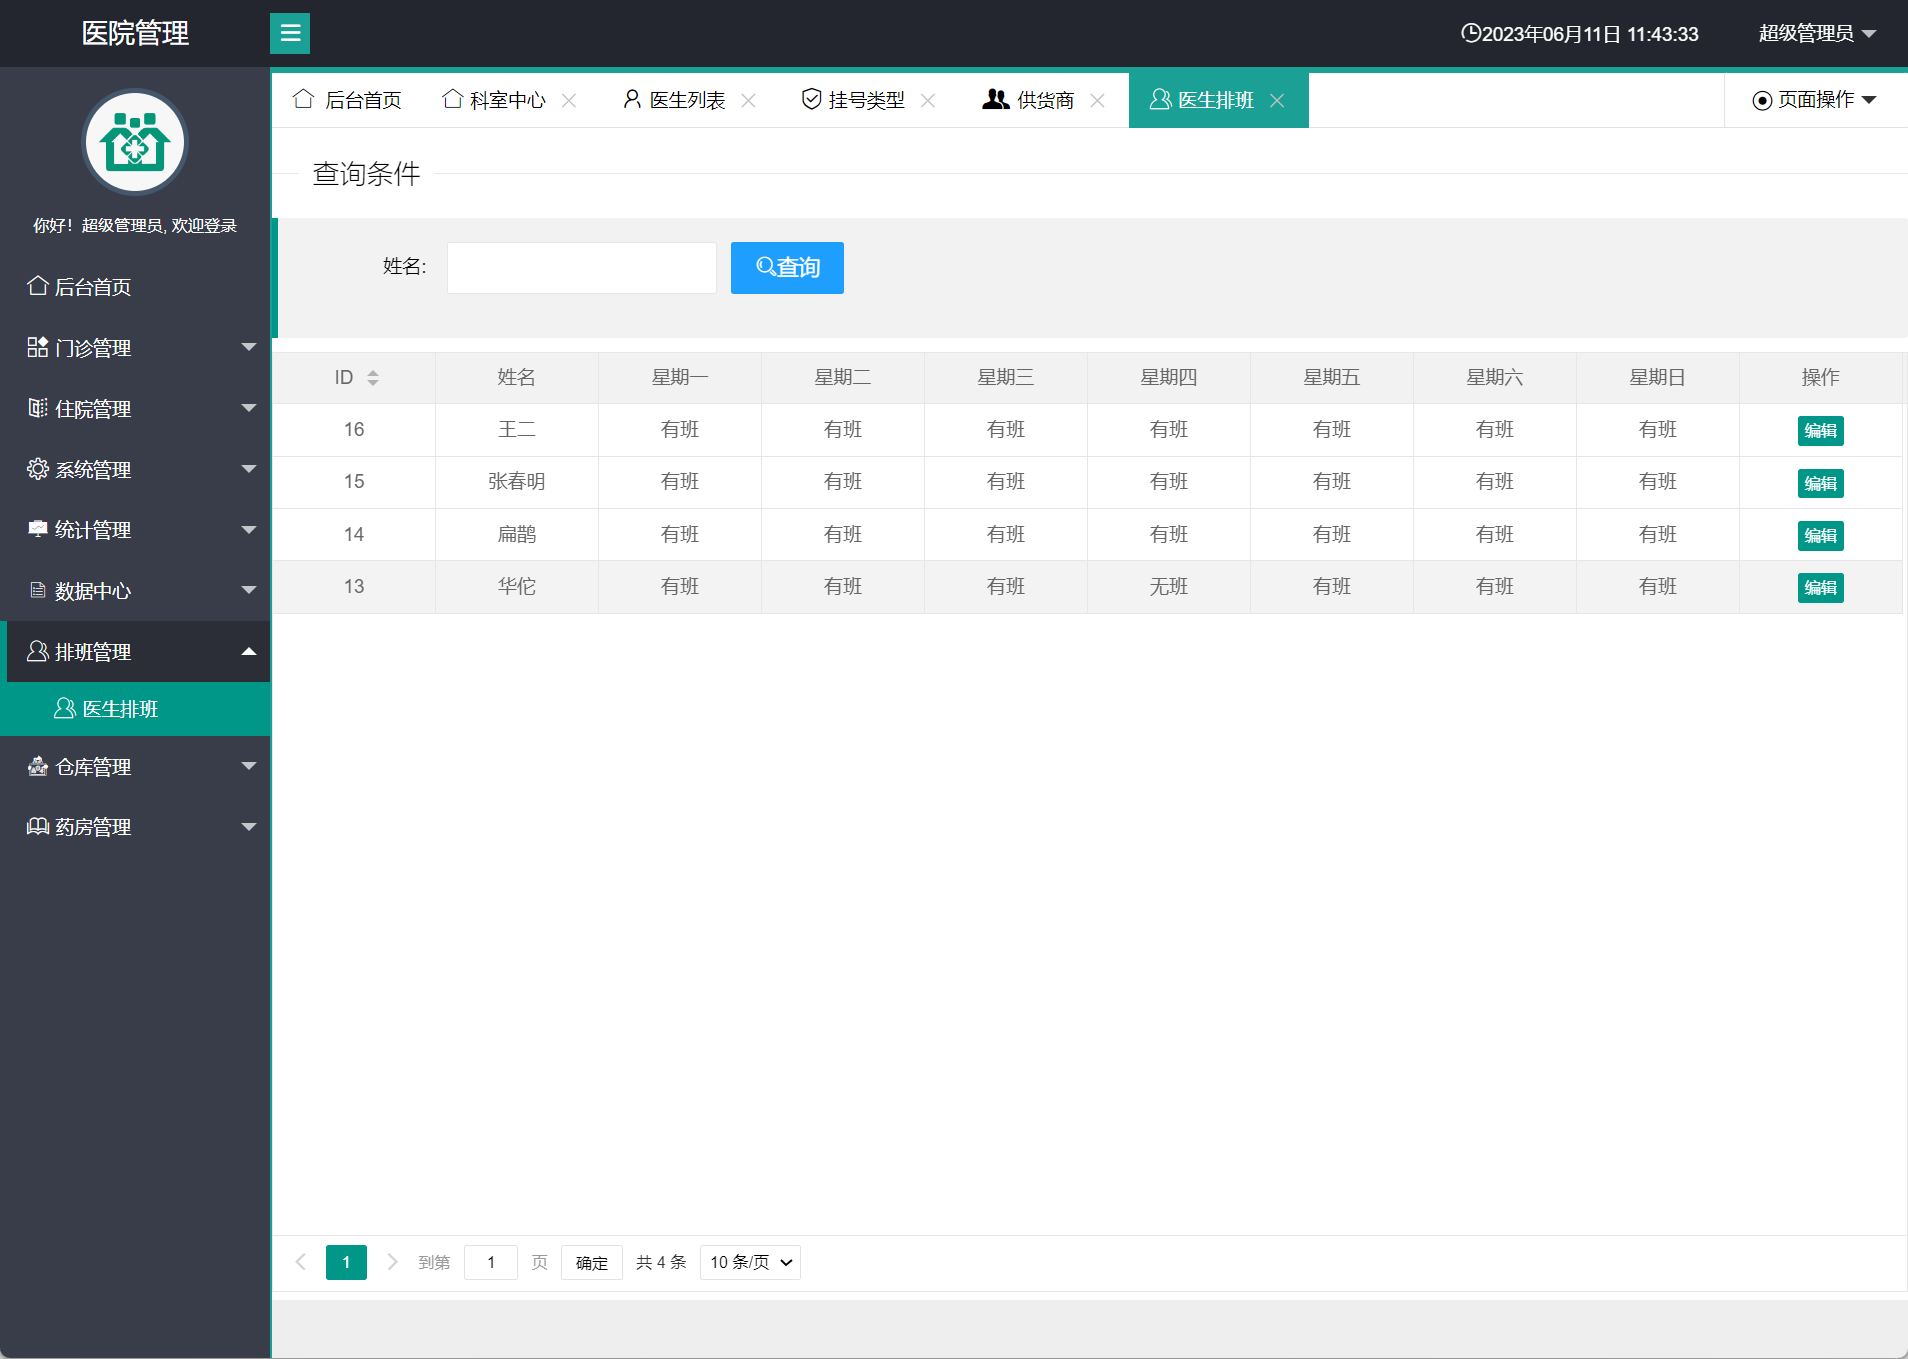 医院管理
2023年06月11日 11:43:33
超级管理员
你好！超级管理员, 欢迎登录
后台首页
门诊管理
住院管理
系统管理
统计管理
数据中心
排班管理
医生排班
仓库管理
药房管理
后台首页 科室中心 医生列表 挂号类型 供货商 医生排班 页面操作
查询条件
姓名: 查询
ID 姓名 星期一 星期二 星期三 星期四 星期五 星期六 星期日 操作
16 王二 有班 有班 有班 有班 有班 有班 有班 编辑
15 张春明 有班 有班 有班 有班 有班 有班 有班 编辑
14 扁鹊 有班 有班 有班 有班 有班 有班 有班 编辑
13 华佗 有班 有班 有班 无班 有班 有班 有班 编辑
1 到第 1 页 确定 共 4 条 10 条/页